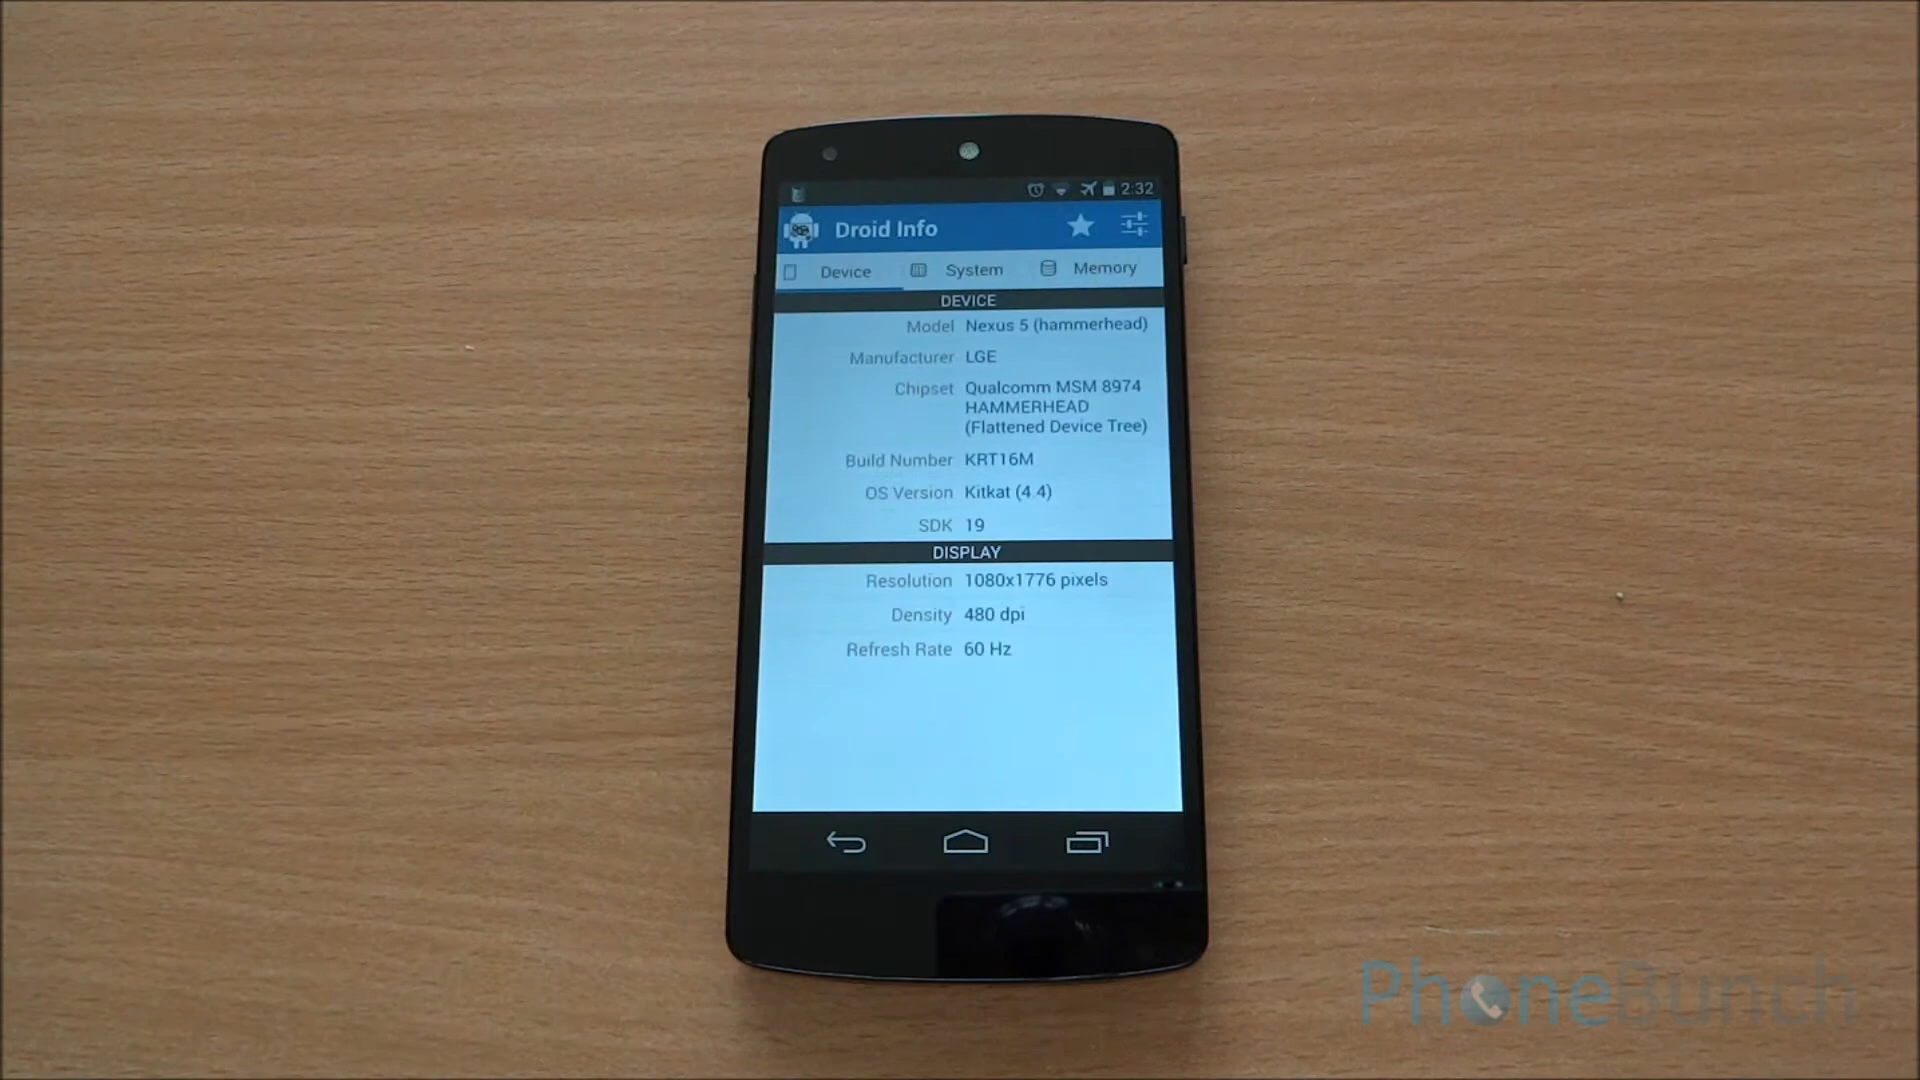 2:32
Droid Info
Device System Memory
DEVICE
Model Nexus 5 (hammerhead)
Manufacturer LGE
Chipset Qualcomm MSM 8974
HAMMERHEAD
(Flattened Device Tree)
Build Number KRT16M
OS Version Kitkat (4.4)
SDK 19
DISPLAY
Resolution 1080x1776 pixels
Density 480 dpi
Refresh Rate 60 Hz
PhoneBunch